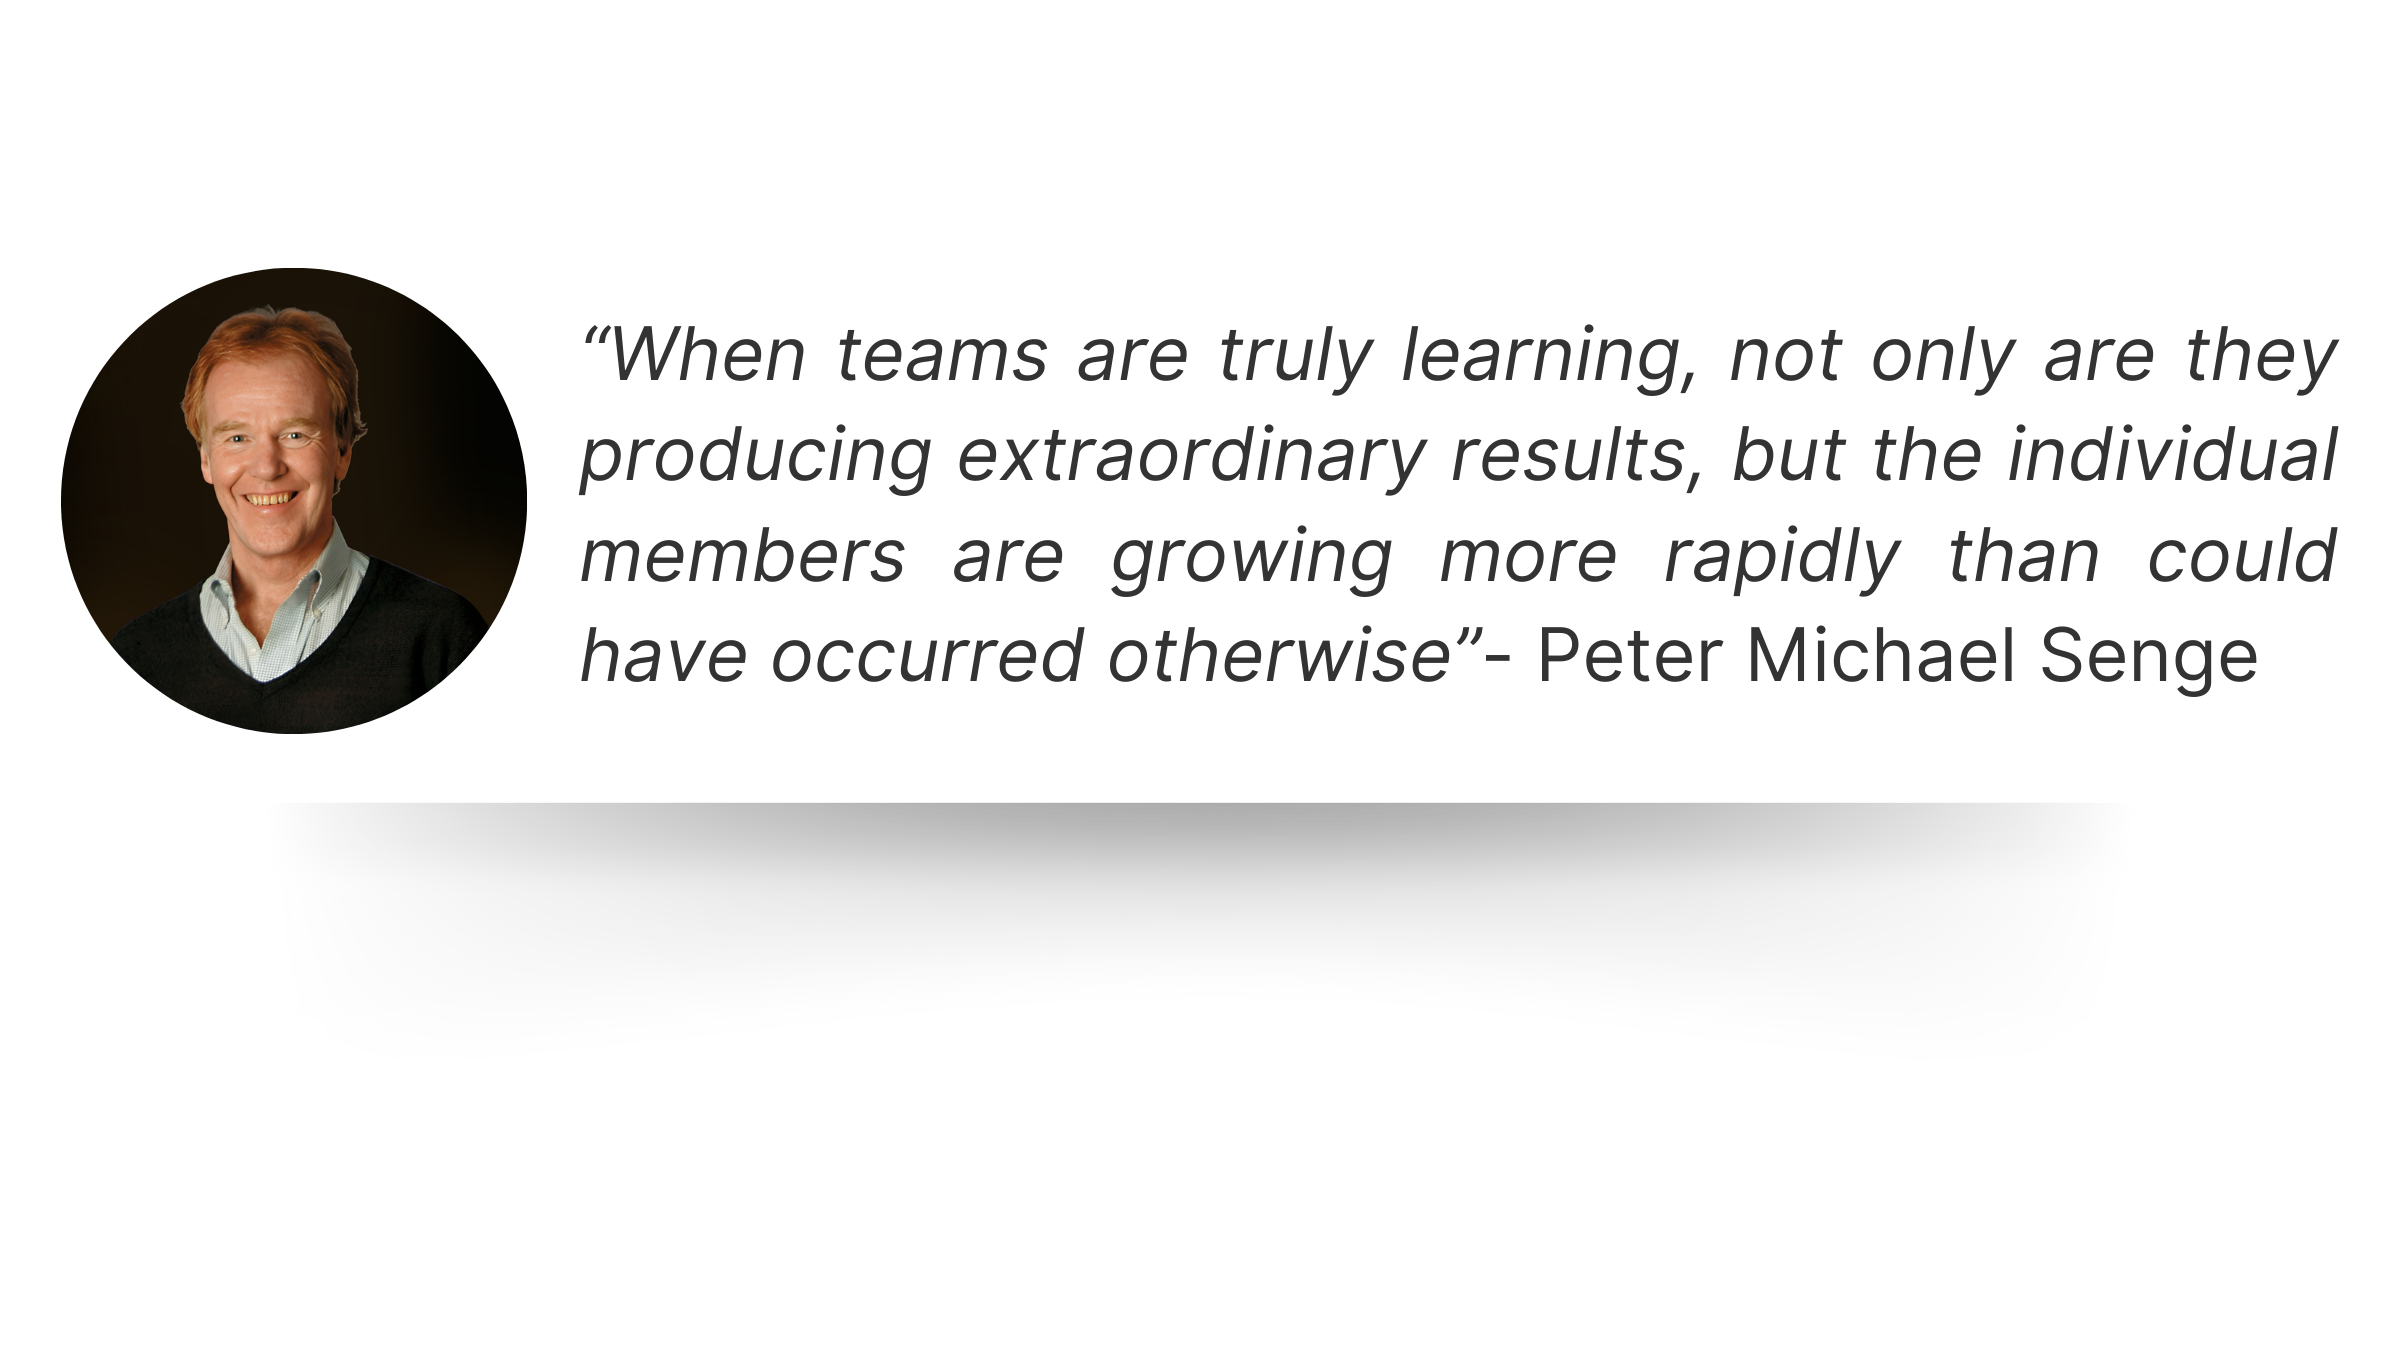 “When teams are truly learning, not only are they
producing extraordinary results, but the individual
members are growing more rapidly than could
have occurred otherwise”- Peter Michael Senge